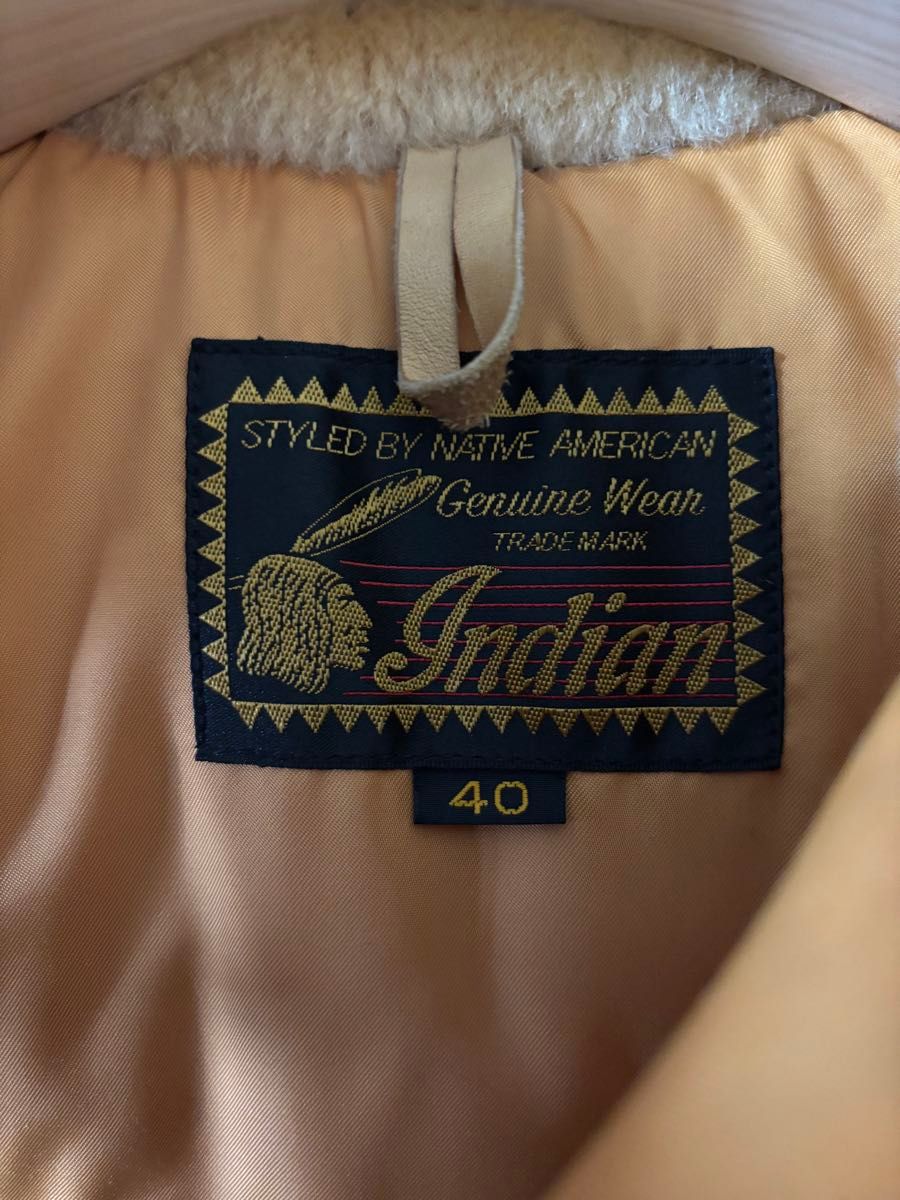 STYLED BY NATIVE AMERICAN
Genuine Wear
TRADE MARK
Indian
40